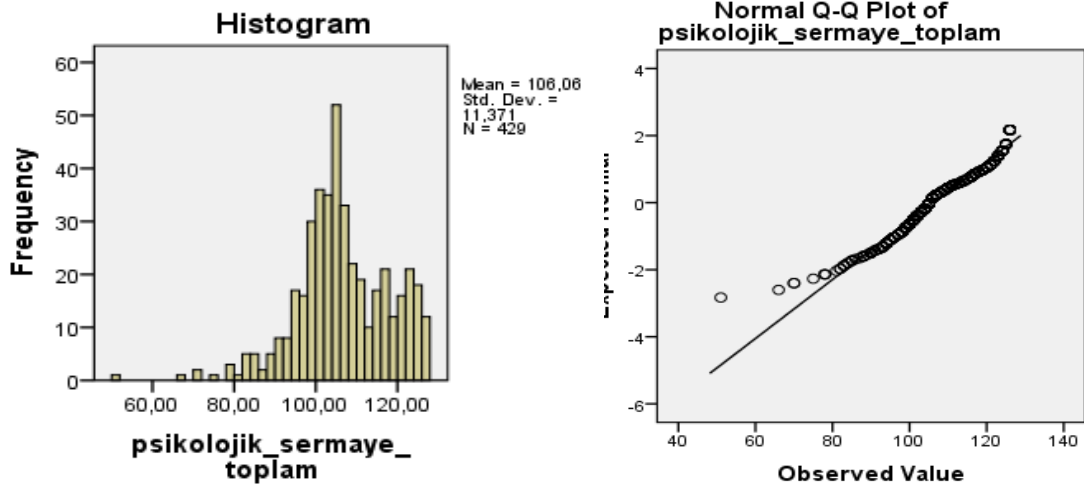 Histogram
Mean = 106,06
Std. Dev. =
11,371
N = 429
Frequency
60
50
40
30
20
10
0
60,00 80,00 100,00 120,00
psikolojik_sermaye_
toplam
Normal Q-Q Plot of
psikolojik_sermaye_toplam
4
2
0
-2
-4
-6
40 60 80 100 120 140
Observed Value